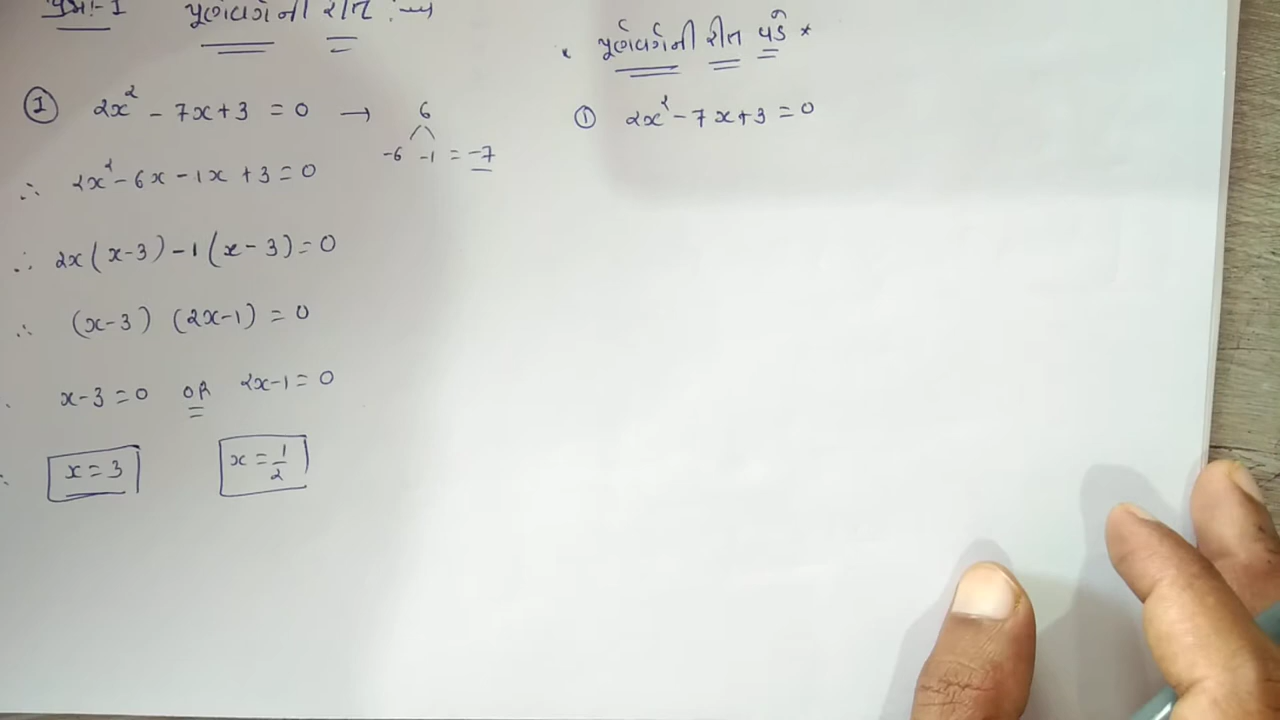 પૂર્ણવર્ગની રીત :→
① 2x² - 7x + 3 = 0 → 6
-6 -1 = -7
∴ 2x² - 6x - 1x + 3 = 0
∴ 2x(x-3) - 1(x-3) = 0
∴ (x-3) (2x-1) = 0
x-3 = 0 OR 2x-1 = 0
x = 3 x = 1/2
* પૂર્ણવર્ગની રીત વડે *
① 2x² - 7x + 3 = 0